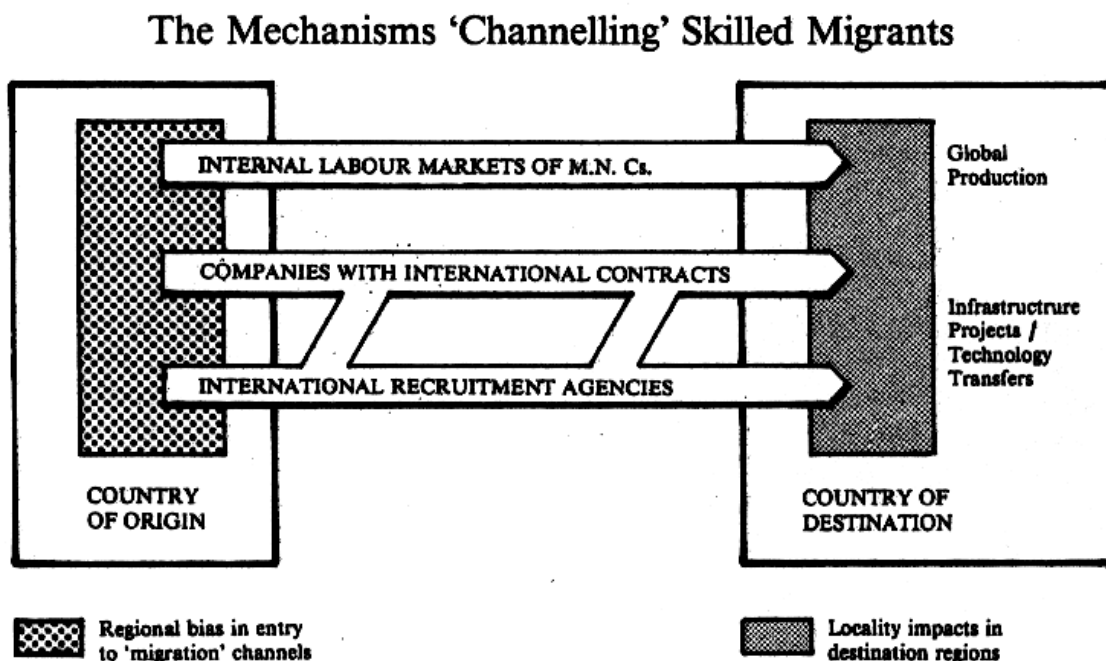 The Mechanisms ‘Channelling’ Skilled Migrants
INTERNAL LABOUR MARKETS OF M.N. Cs.
Global
Production
COMPANIES WITH INTERNATIONAL CONTRACTS
Infrastructrure
Projects /
Technology
Transfers
INTERNATIONAL RECRUITMENT AGENCIES
COUNTRY
OF ORIGIN
COUNTRY OF
DESTINATION
Regional bias in entry
to ‘migration’ channels
Locality impacts in
destination regions